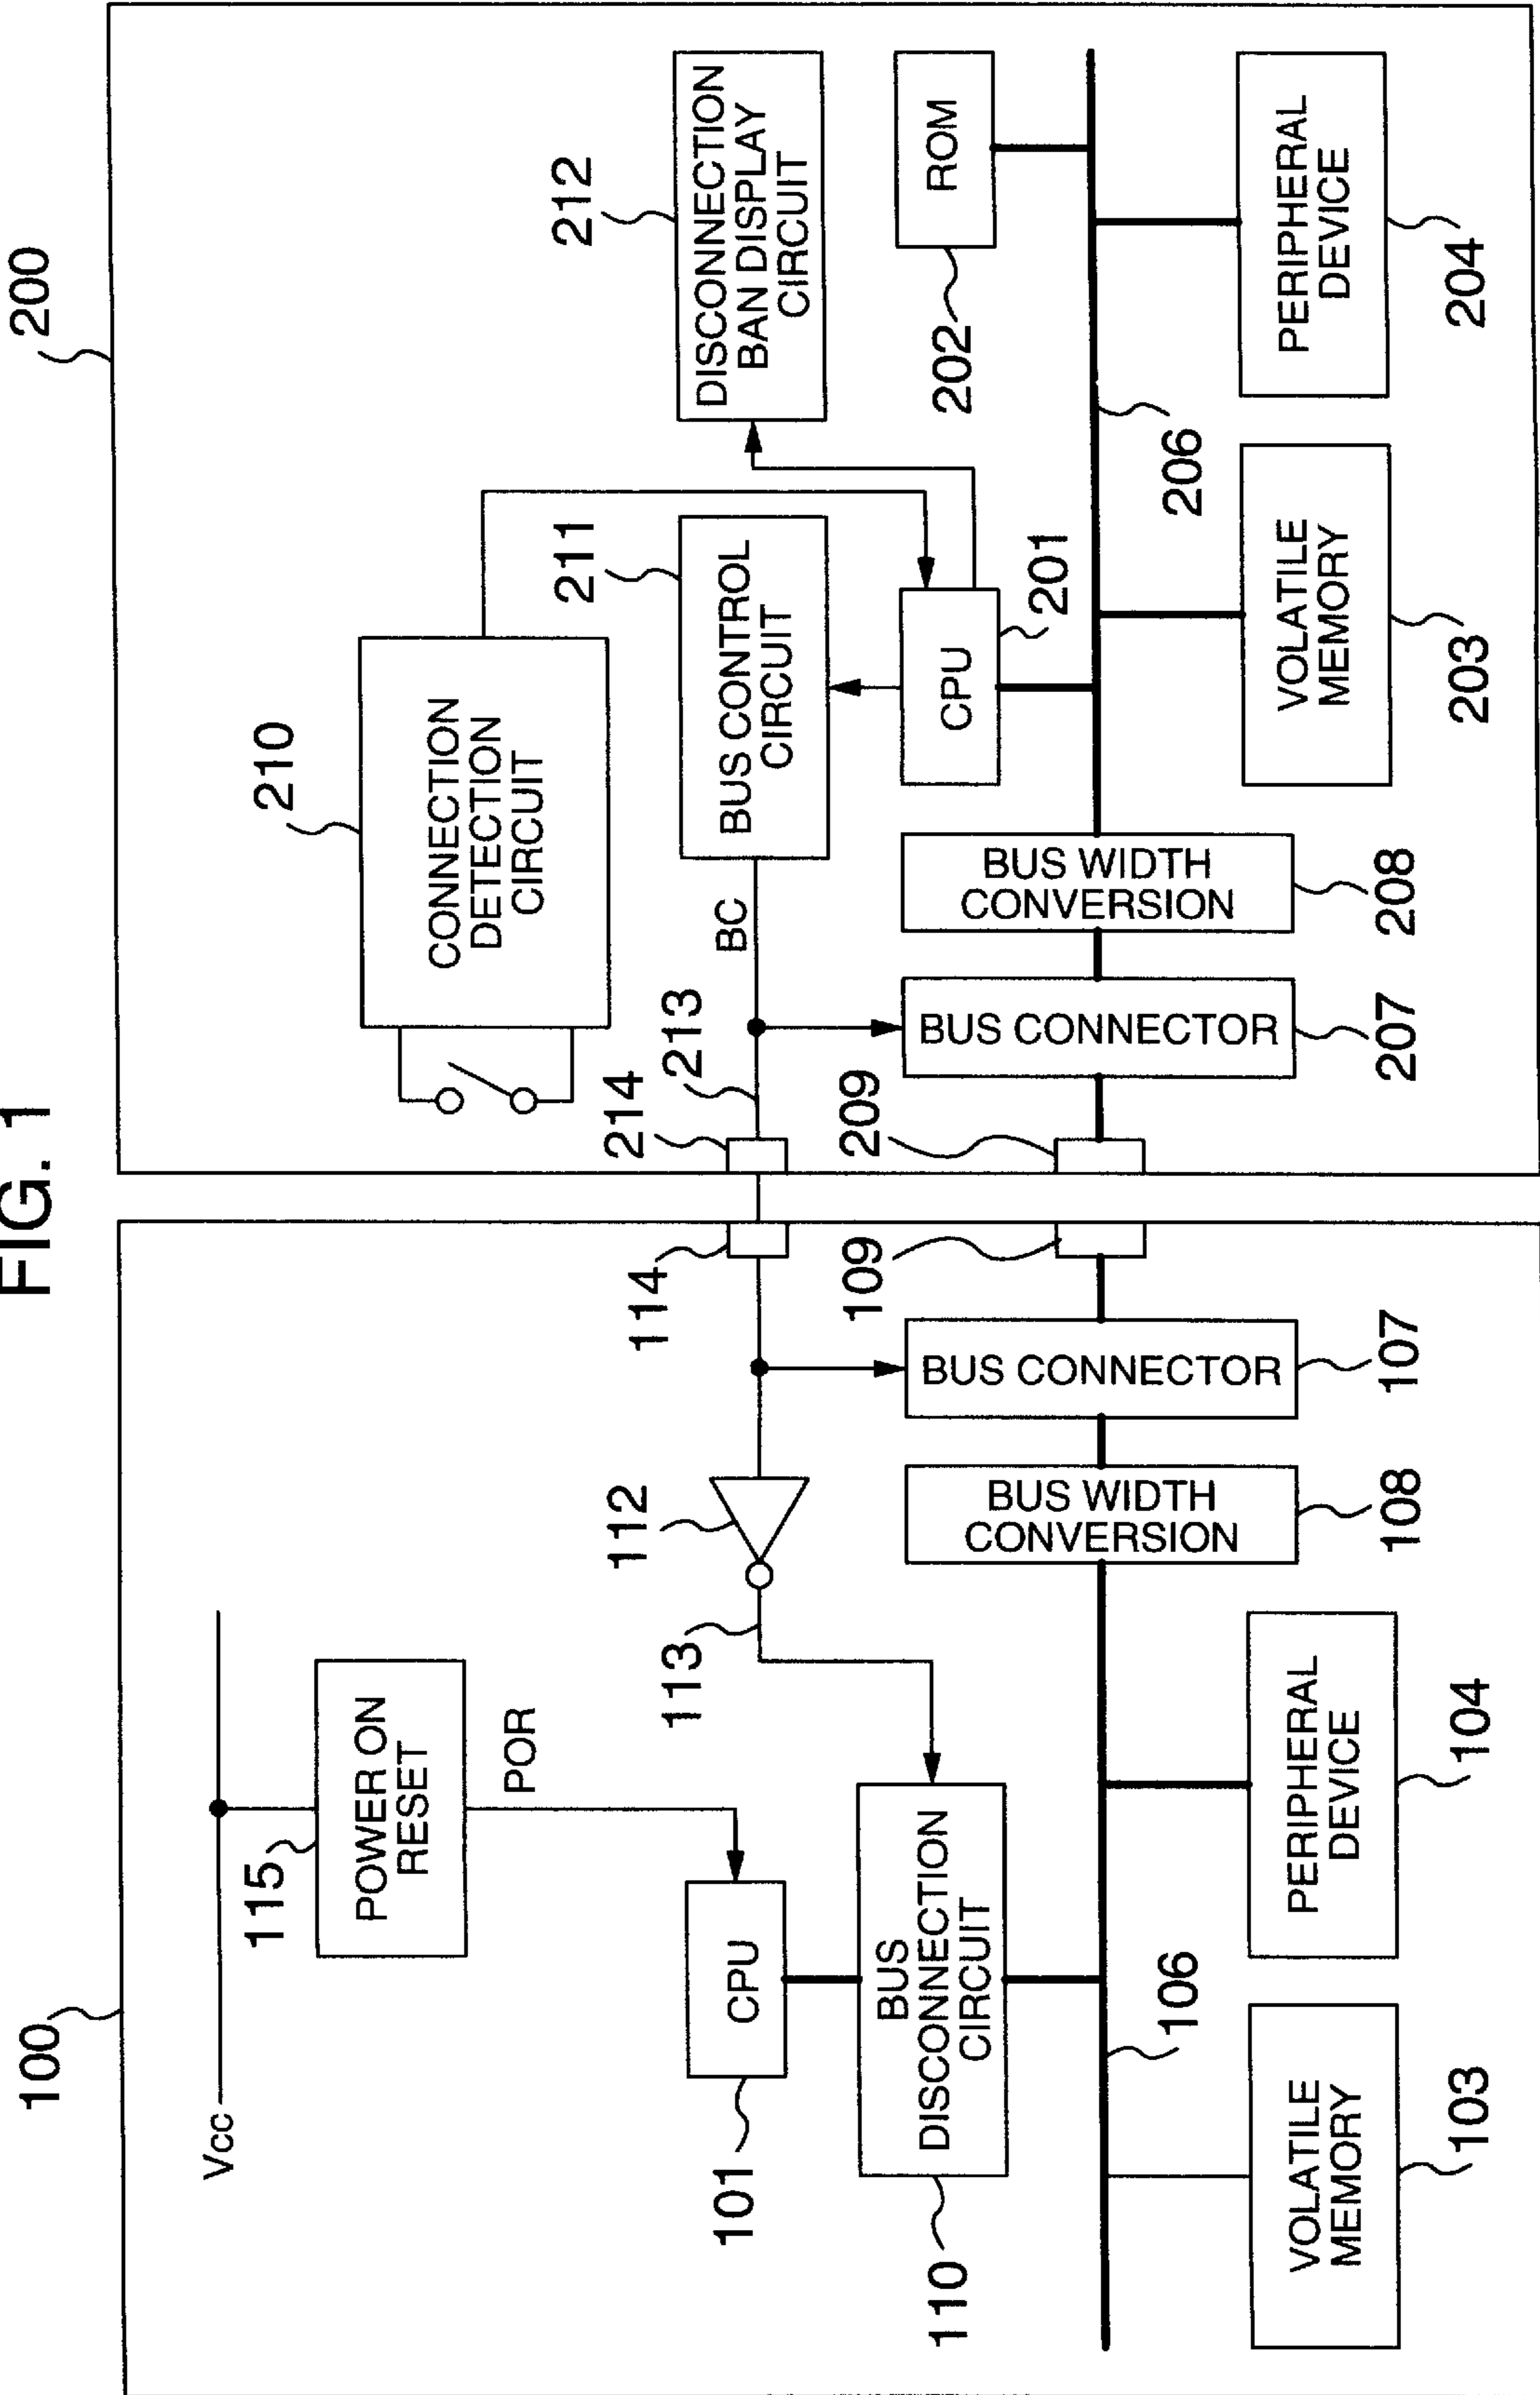 FIG. 1
100
200
Vcc
115
POWER ON
RESET
POR
101
CPU
110
BUS
DISCONNECTION
CIRCUIT
113
112
114
109
BUS CONNECTOR
107
BUS WIDTH
CONVERSION
108
106
VOLATILE
MEMORY
103
PERIPHERAL
DEVICE
104
210
CONNECTION
DETECTION
CIRCUIT
214
213
BC
211
BUS CONTROL
CIRCUIT
212
DISCONNECTION
BAN DISPLAY
CIRCUIT
209
BUS CONNECTOR
207
BUS WIDTH
CONVERSION
208
CPU
201
202
ROM
206
VOLATILE
MEMORY
203
PERIPHERAL
DEVICE
204